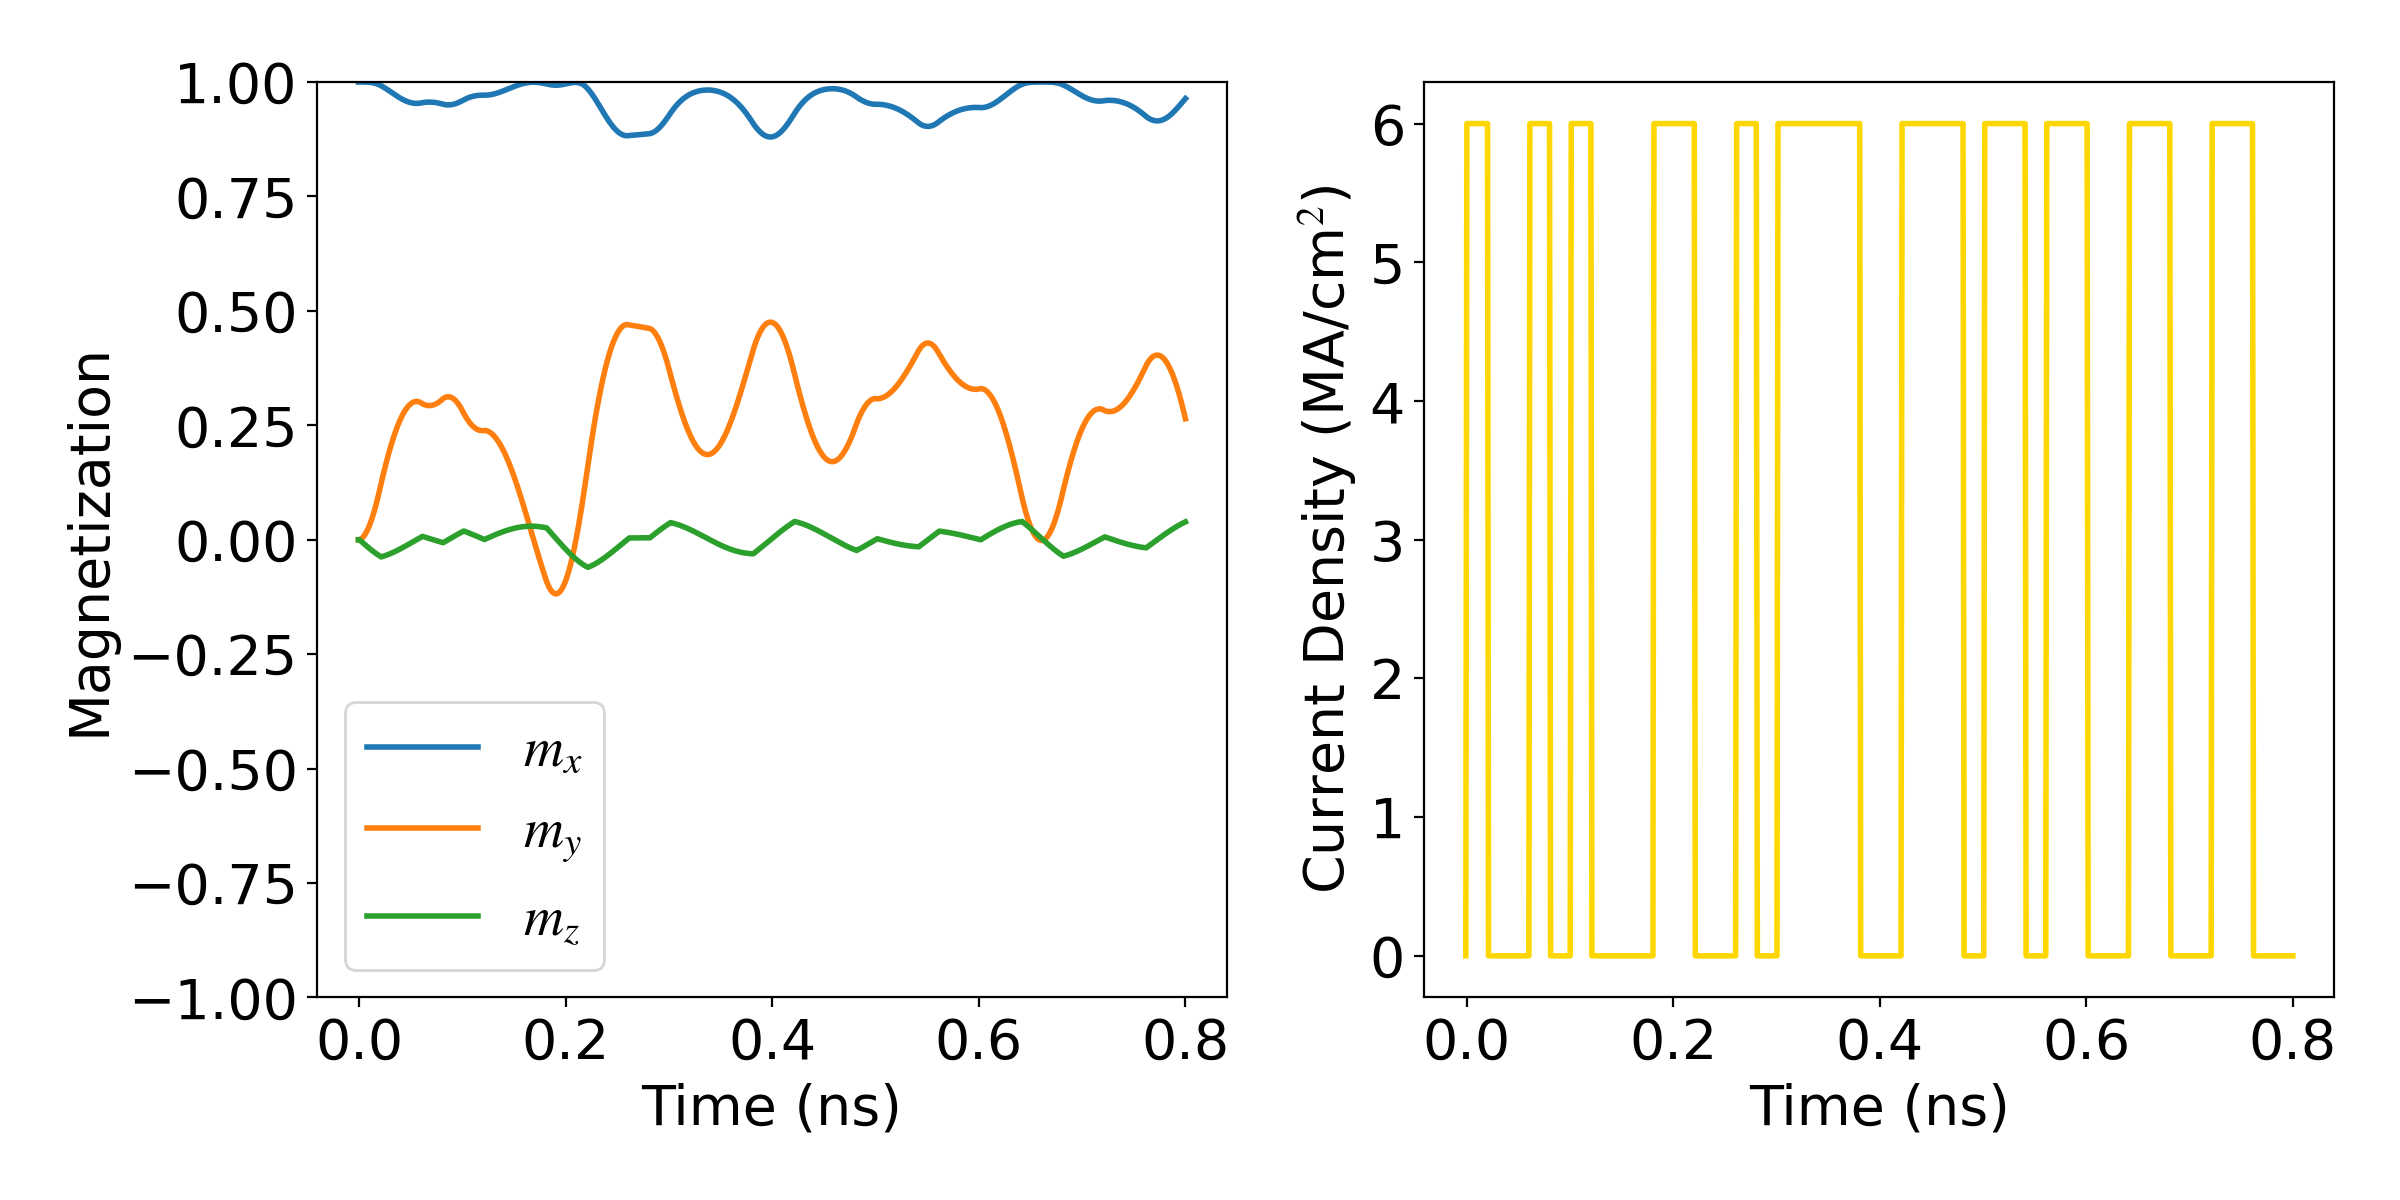 Magnetization
1.00
0.75
0.50
0.25
0.00
−0.25
−0.50
−0.75
−1.00
0.0 0.2 0.4 0.6 0.8
Time (ns)
mₓ
m_y
m_z
Current Density (MA/cm²)
6
5
4
3
2
1
0
0.0 0.2 0.4 0.6 0.8
Time (ns)